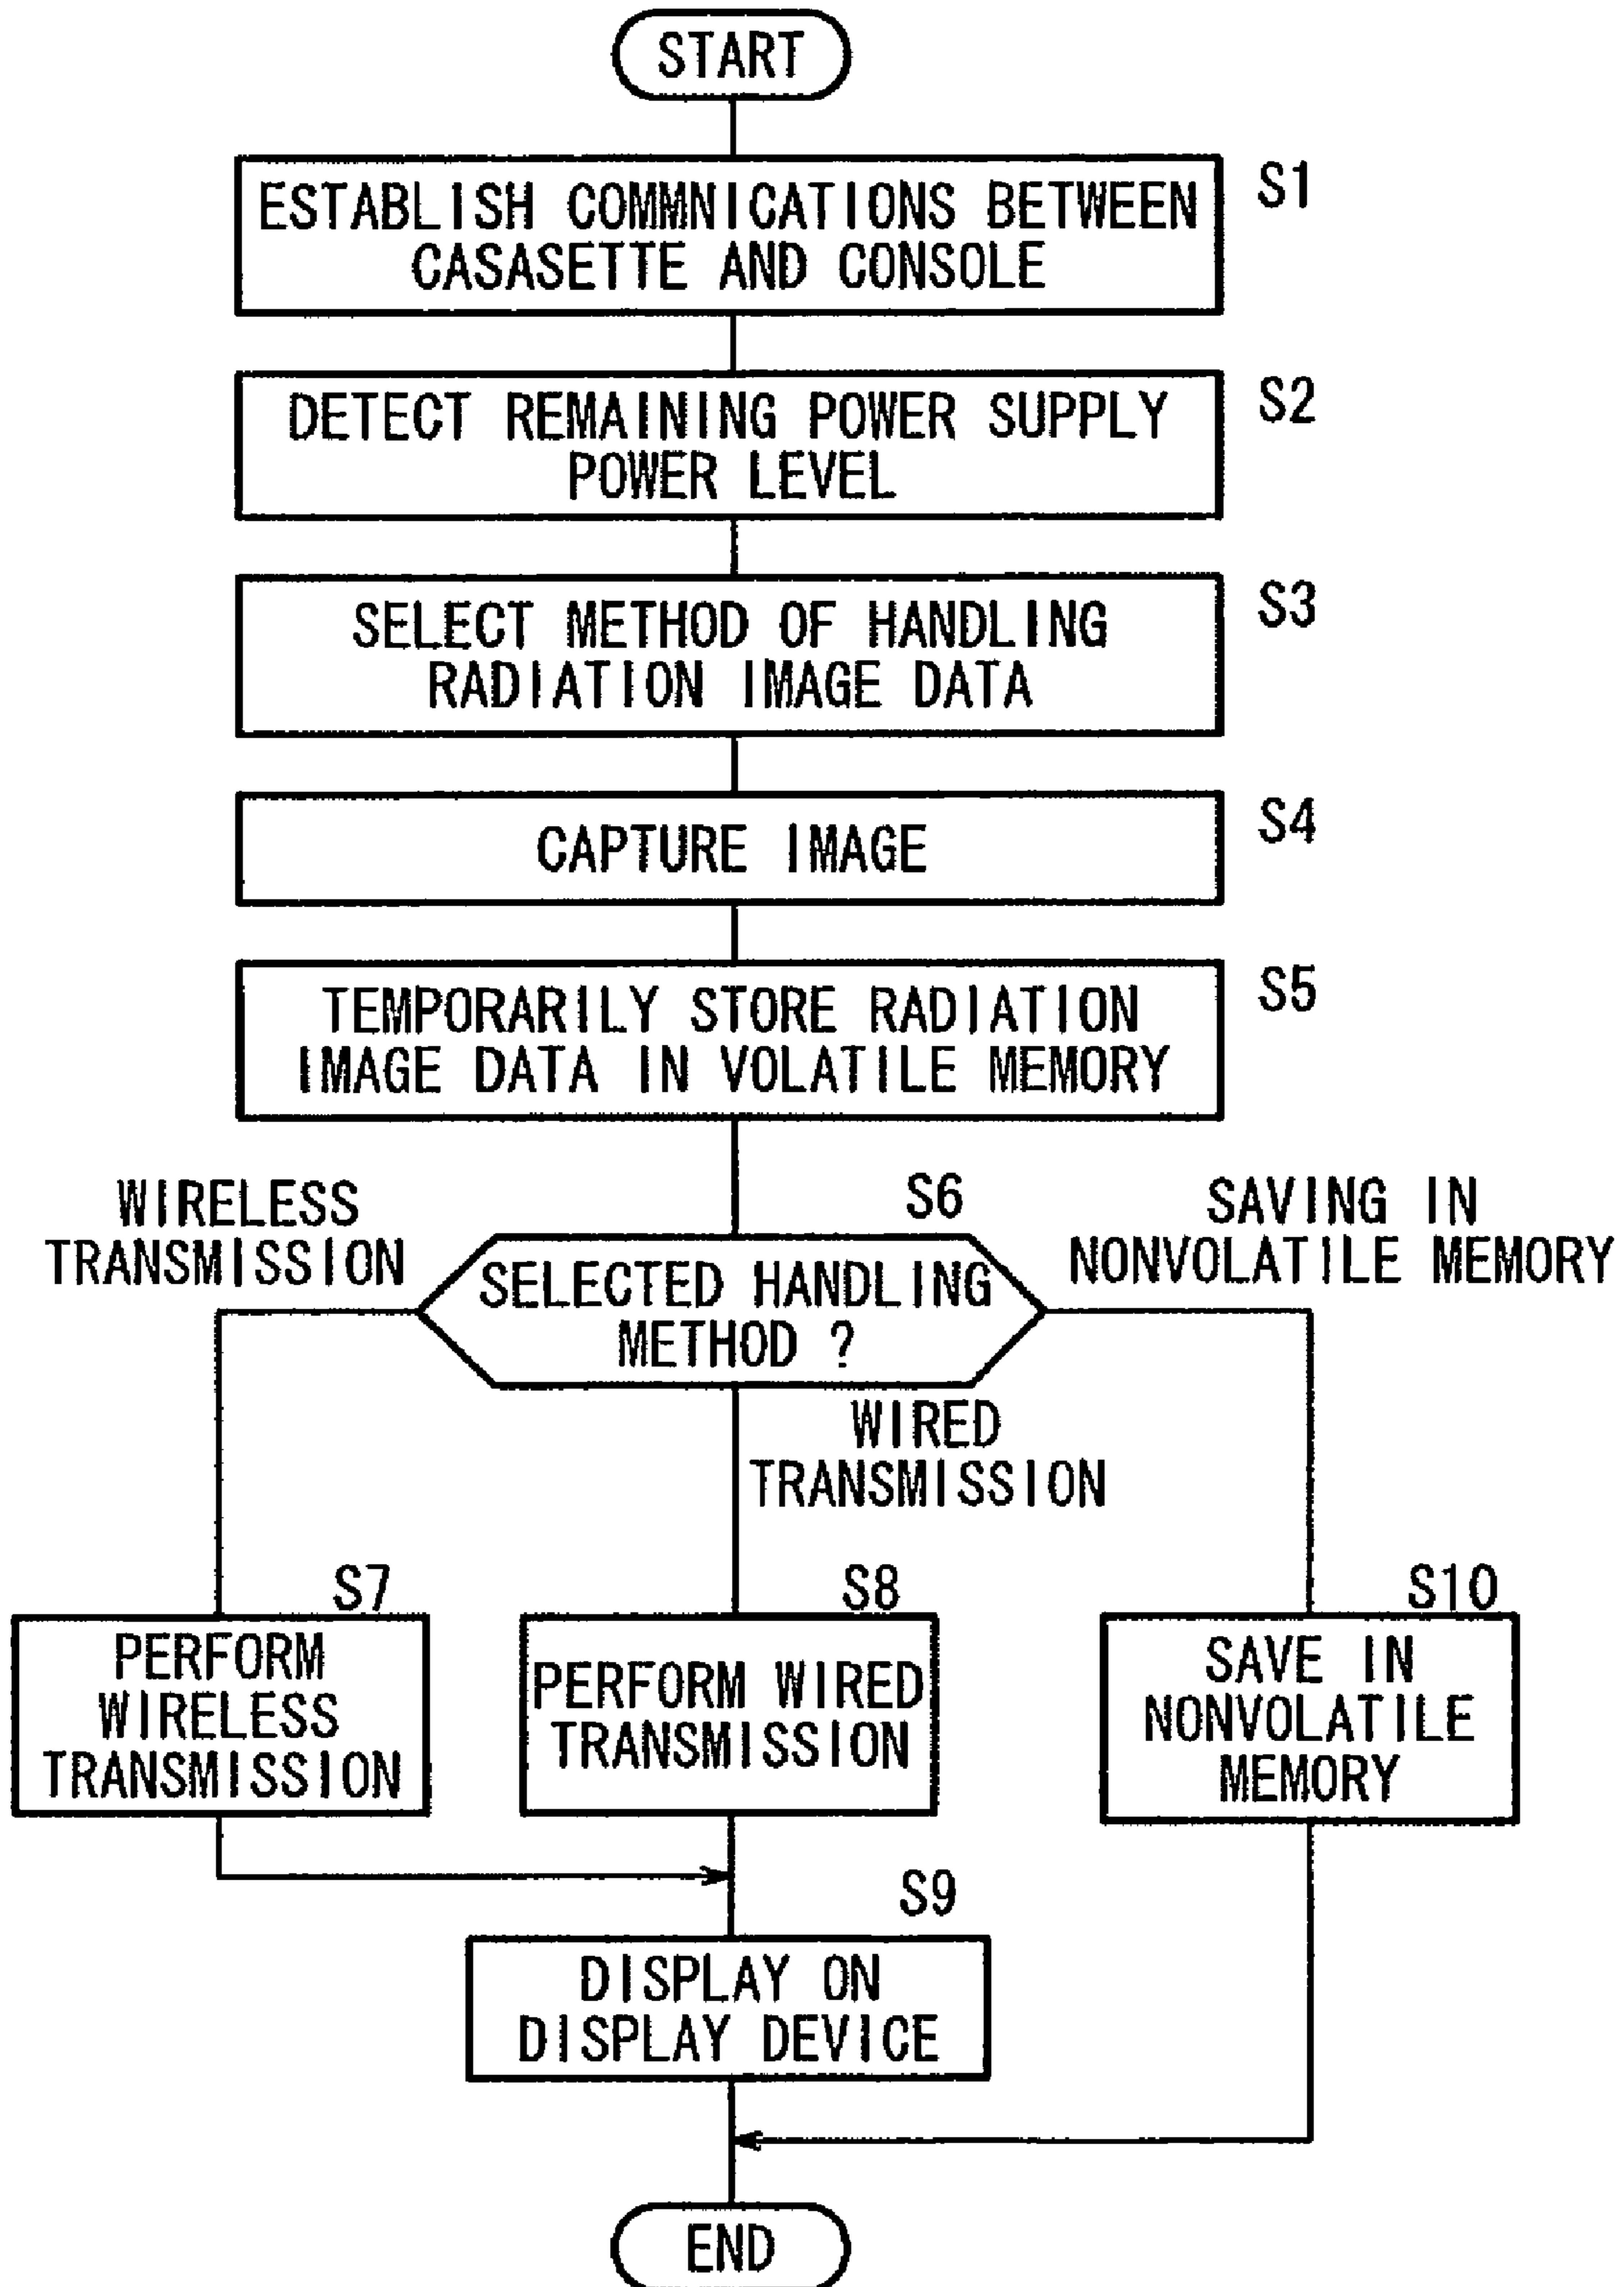 START
S1
ESTABLISH COMMNICATIONS BETWEEN
CASASETTE AND CONSOLE
S2
DETECT REMAINING POWER SUPPLY
POWER LEVEL
S3
SELECT METHOD OF HANDLING
RADIATION IMAGE DATA
S4
CAPTURE IMAGE
S5
TEMPORARILY STORE RADIATION
IMAGE DATA IN VOLATILE MEMORY
S6
SELECTED HANDLING
METHOD ?
WIRELESS
TRANSMISSION
WIRED
TRANSMISSION
SAVING IN
NONVOLATILE MEMORY
S7
PERFORM
WIRELESS
TRANSMISSION
S8
PERFORM WIRED
TRANSMISSION
S10
SAVE IN
NONVOLATILE
MEMORY
S9
DISPLAY ON
DISPLAY DEVICE
END